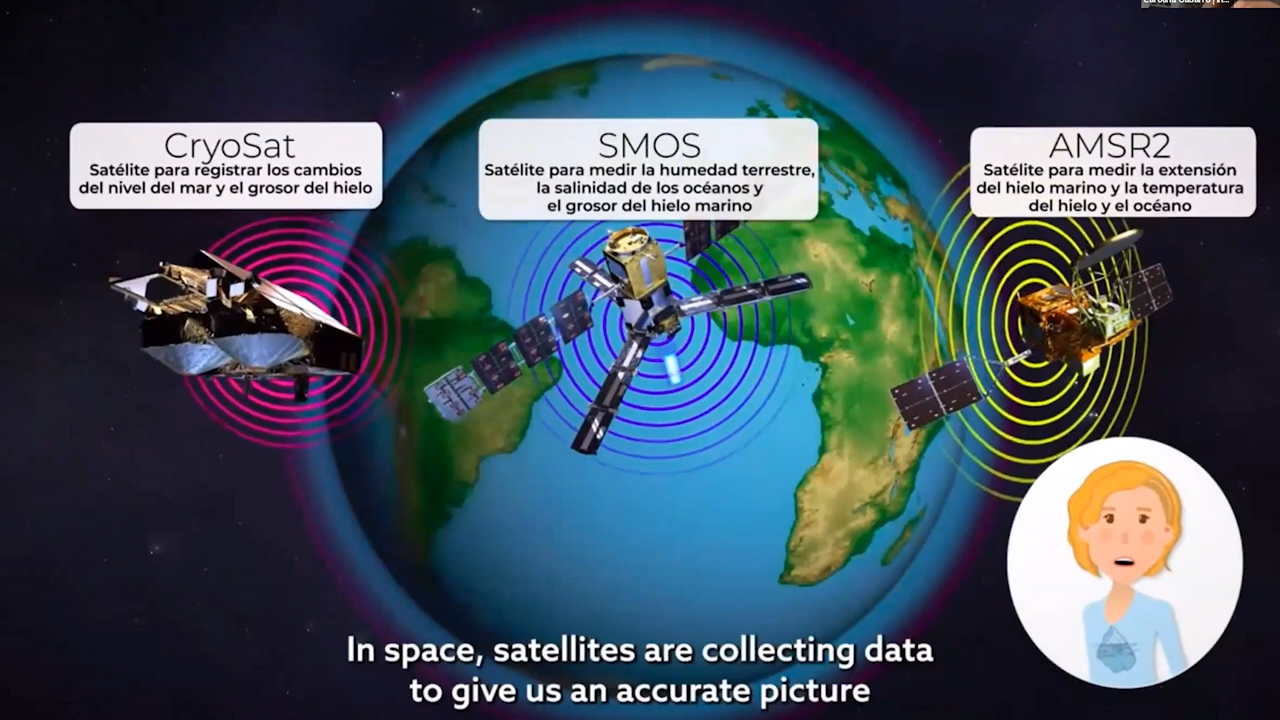 CryoSat
Satélite para registrar los cambios
del nivel del mar y el grosor del hielo
SMOS
Satélite para medir la humedad terrestre,
la salinidad de los océanos y
el grosor del hielo marino
AMSR2
Satélite para medir la extensión
del hielo marino y la temperatura
del hielo y el océano
In space, satellites are collecting data
to give us an accurate picture